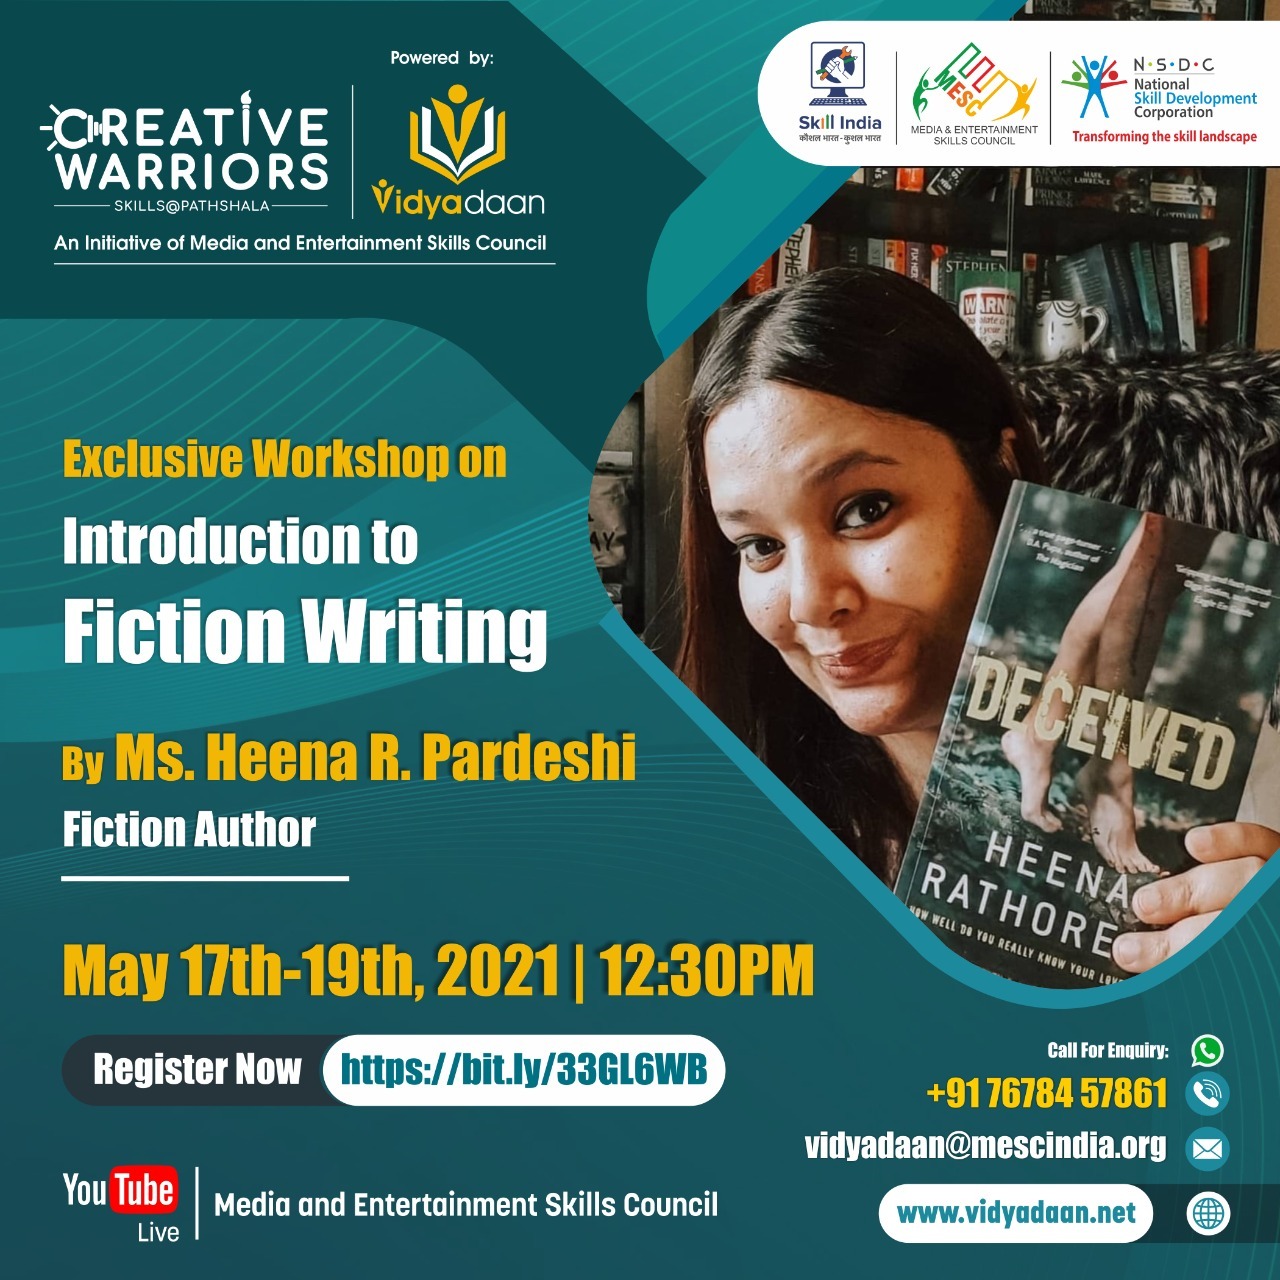 Powered by:
CREATIVE
WARRIORS
SKILLS@PATHSHALA
Vidyadaan
An Initiative of Media and Entertainment Skills Council
Skill India
कौशल भारत-कुशल भारत
MESC
MEDIA & ENTERTAINMENT
SKILLS COUNCIL
N·S·D·C
National
Skill Development
Corporation
Transforming the skill landscape
STEPHEN
WARN
Exclusive Workshop on
Introduction to
Fiction Writing
By Ms. Heena R. Pardeshi
Fiction Author
DECEIVED
HEENA
RATHORE
HOW WELL DO YOU REALLY KNOW YOUR
May 17th-19th, 2021 | 12:30PM
Register Now https://bit.ly/33GL6WB
Call For Enquiry:
+91 76784 57861
vidyadaan@mescindia.org
www.vidyadaan.net
YouTube
Live
Media and Entertainment Skills Council